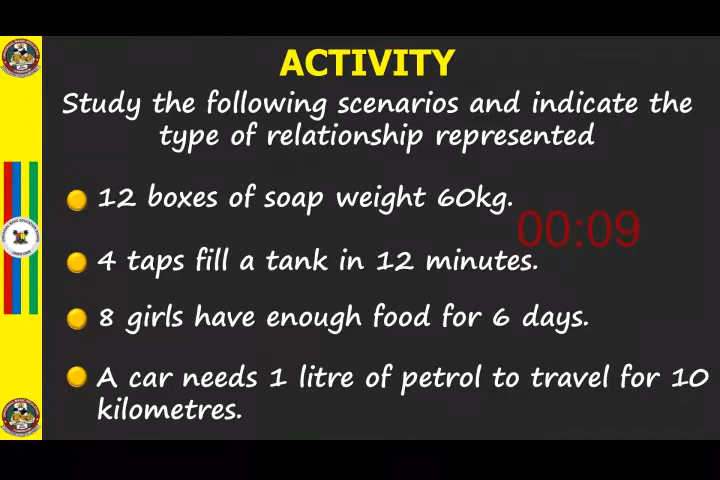 ACTIVITY
Study the following scenarios and indicate the
type of relationship represented
12 boxes of soap weight 60kg.
00:09
4 taps fill a tank in 12 minutes.
8 girls have enough food for 6 days.
A car needs 1 litre of petrol to travel for 10
kilometres.